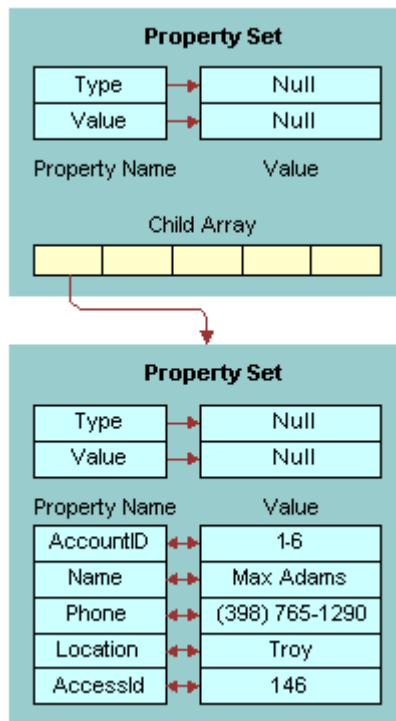 Property Set
Type Null
Value Null
Property Name Value
Child Array
Property Set
Type Null
Value Null
Property Name Value
AccountID 1-6
Name Max Adams
Phone (398) 765-1290
Location Troy
AccessId 146